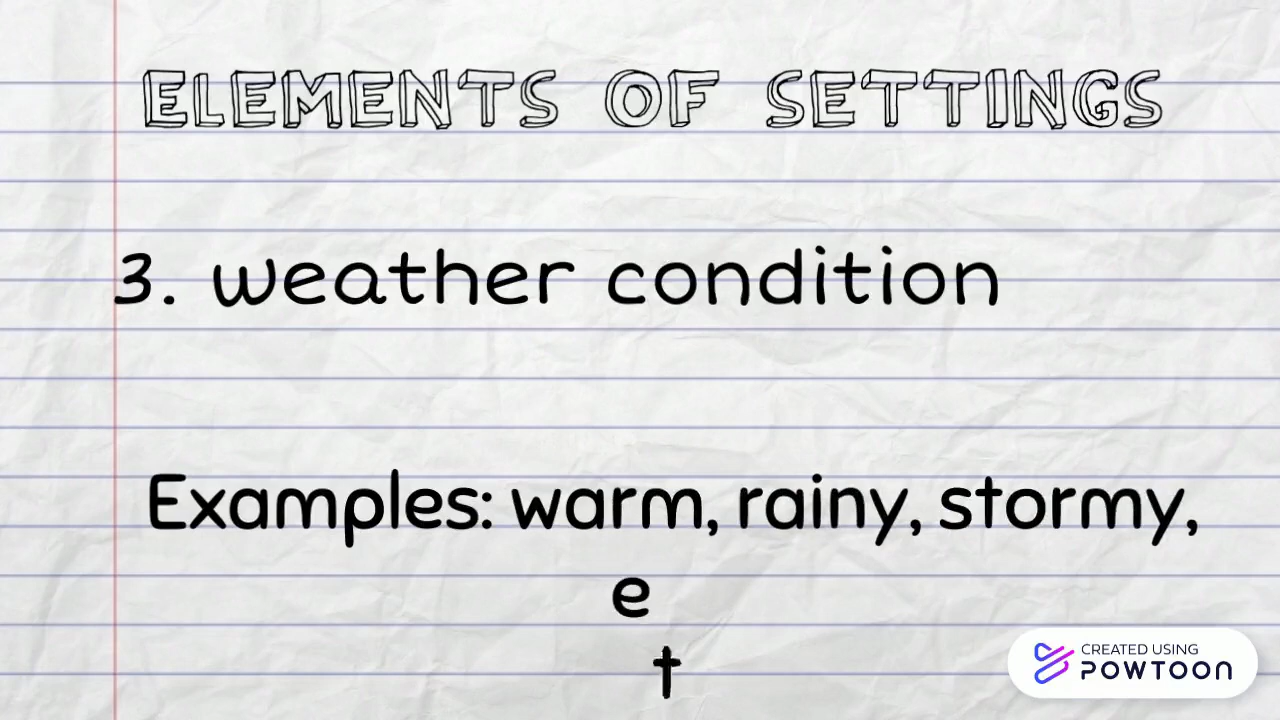 ELEMENTS OF SETTINGS
3. weather condition
Examples: warm, rainy, stormy,
e
t
CREATED USING
POWTOON